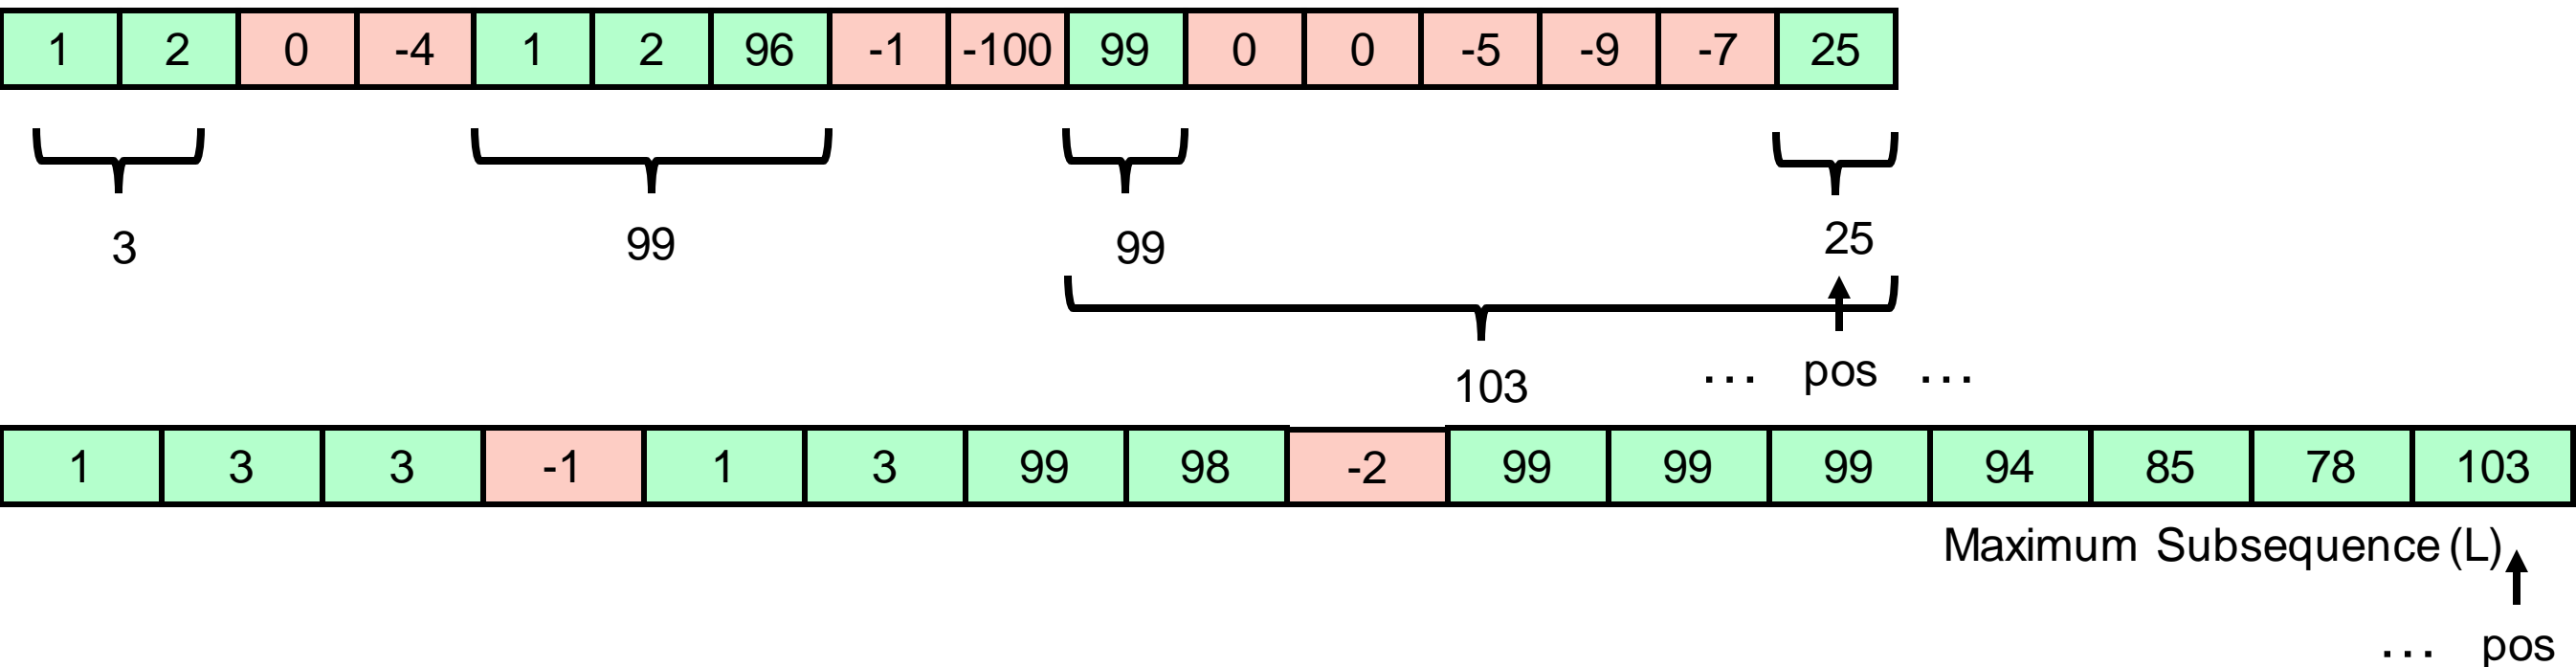 1 2 0 -4 1 2 96 -1 -100 99 0 0 -5 -9 -7 25
3 99 99 25
103 ... pos ...
1 3 3 -1 1 3 99 98 -2 99 99 99 94 85 78 103
Maximum Subsequence (L)
... pos